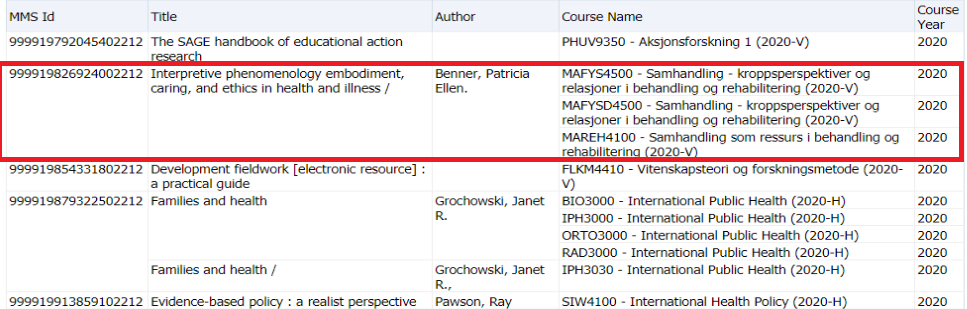 MMS Id Title Author Course Name Course Year
999919792045402212 The SAGE handbook of educational action research PHUV9350 - Aksjonsforskning 1 (2020-V) 2020
999919826924002212 Interpretive phenomenology embodiment, caring, and ethics in health and illness / Benner, Patricia Ellen. MAFYS4500 - Samhandling - kroppsperspektiver og relasjoner i behandling og rehabilitering (2020-V) 2020
MAFYSD4500 - Samhandling - kroppsperspektiver og relasjoner i behandling og rehabilitering (2020-V) 2020
MAREH4100 - Samhandling som ressurs i behandling og rehabilitering (2020-V) 2020
999919854331802212 Development fieldwork [electronic resource] : a practical guide FLKM4410 - Vitenskapsteori og forskningsmetode (2020-V) 2020
999919879322502212 Families and health Grochowski, Janet R. BIO3000 - International Public Health (2020-H) 2020
IPH3000 - International Public Health (2020-H) 2020
ORTO3000 - International Public Health (2020-H) 2020
RAD3000 - International Public Health (2020-H) 2020
Families and health / Grochowski, Janet R., IPH3030 - International Public Health (2020-H) 2020
999919913859102212 Evidence-based policy : a realist perspective Pawson, Ray SIW4100 - International Health Policy (2020-H) 2020